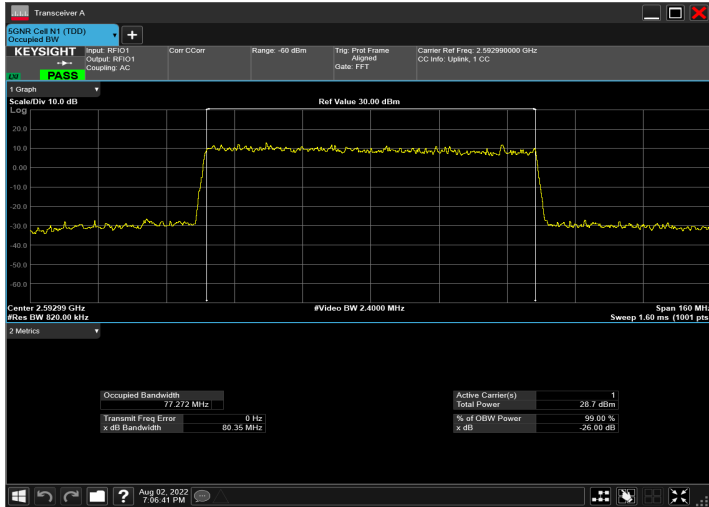 Transceiver A
5GNR Cell N1 (TDD)
Occupied BW
KEYSIGHT
LXI
PASS
Input: RFIO1
Output: RFIO1
Coupling: AC
Corr CCorr
Range: -60 dBm
Trig: Prot Frame
Aligned
Gate: FFT
Carrier Ref Freq: 2.592990000 GHz
CC Info: Uplink, 1 CC
1 Graph
Scale/Div 10.0 dB
Ref Value 30.00 dBm
Log
20.0
10.0
0.00
-10.0
-20.0
-30.0
-40.0
-50.0
-60.0
Center 2.59299 GHz
#Video BW 2.4000 MHz
Span 160 MHz
#Res BW 820.00 kHz
Sweep 1.60 ms (1001 pts
2 Metrics
Occupied Bandwidth
77.272 MHz
Transmit Freq Error 0 Hz
x dB Bandwidth 80.35 MHz
Active Carrier(s) 1
Total Power 28.7 dBm
% of OBW Power 99.00 %
x dB -26.00 dB
Aug 02, 2022
7:06:41 PM